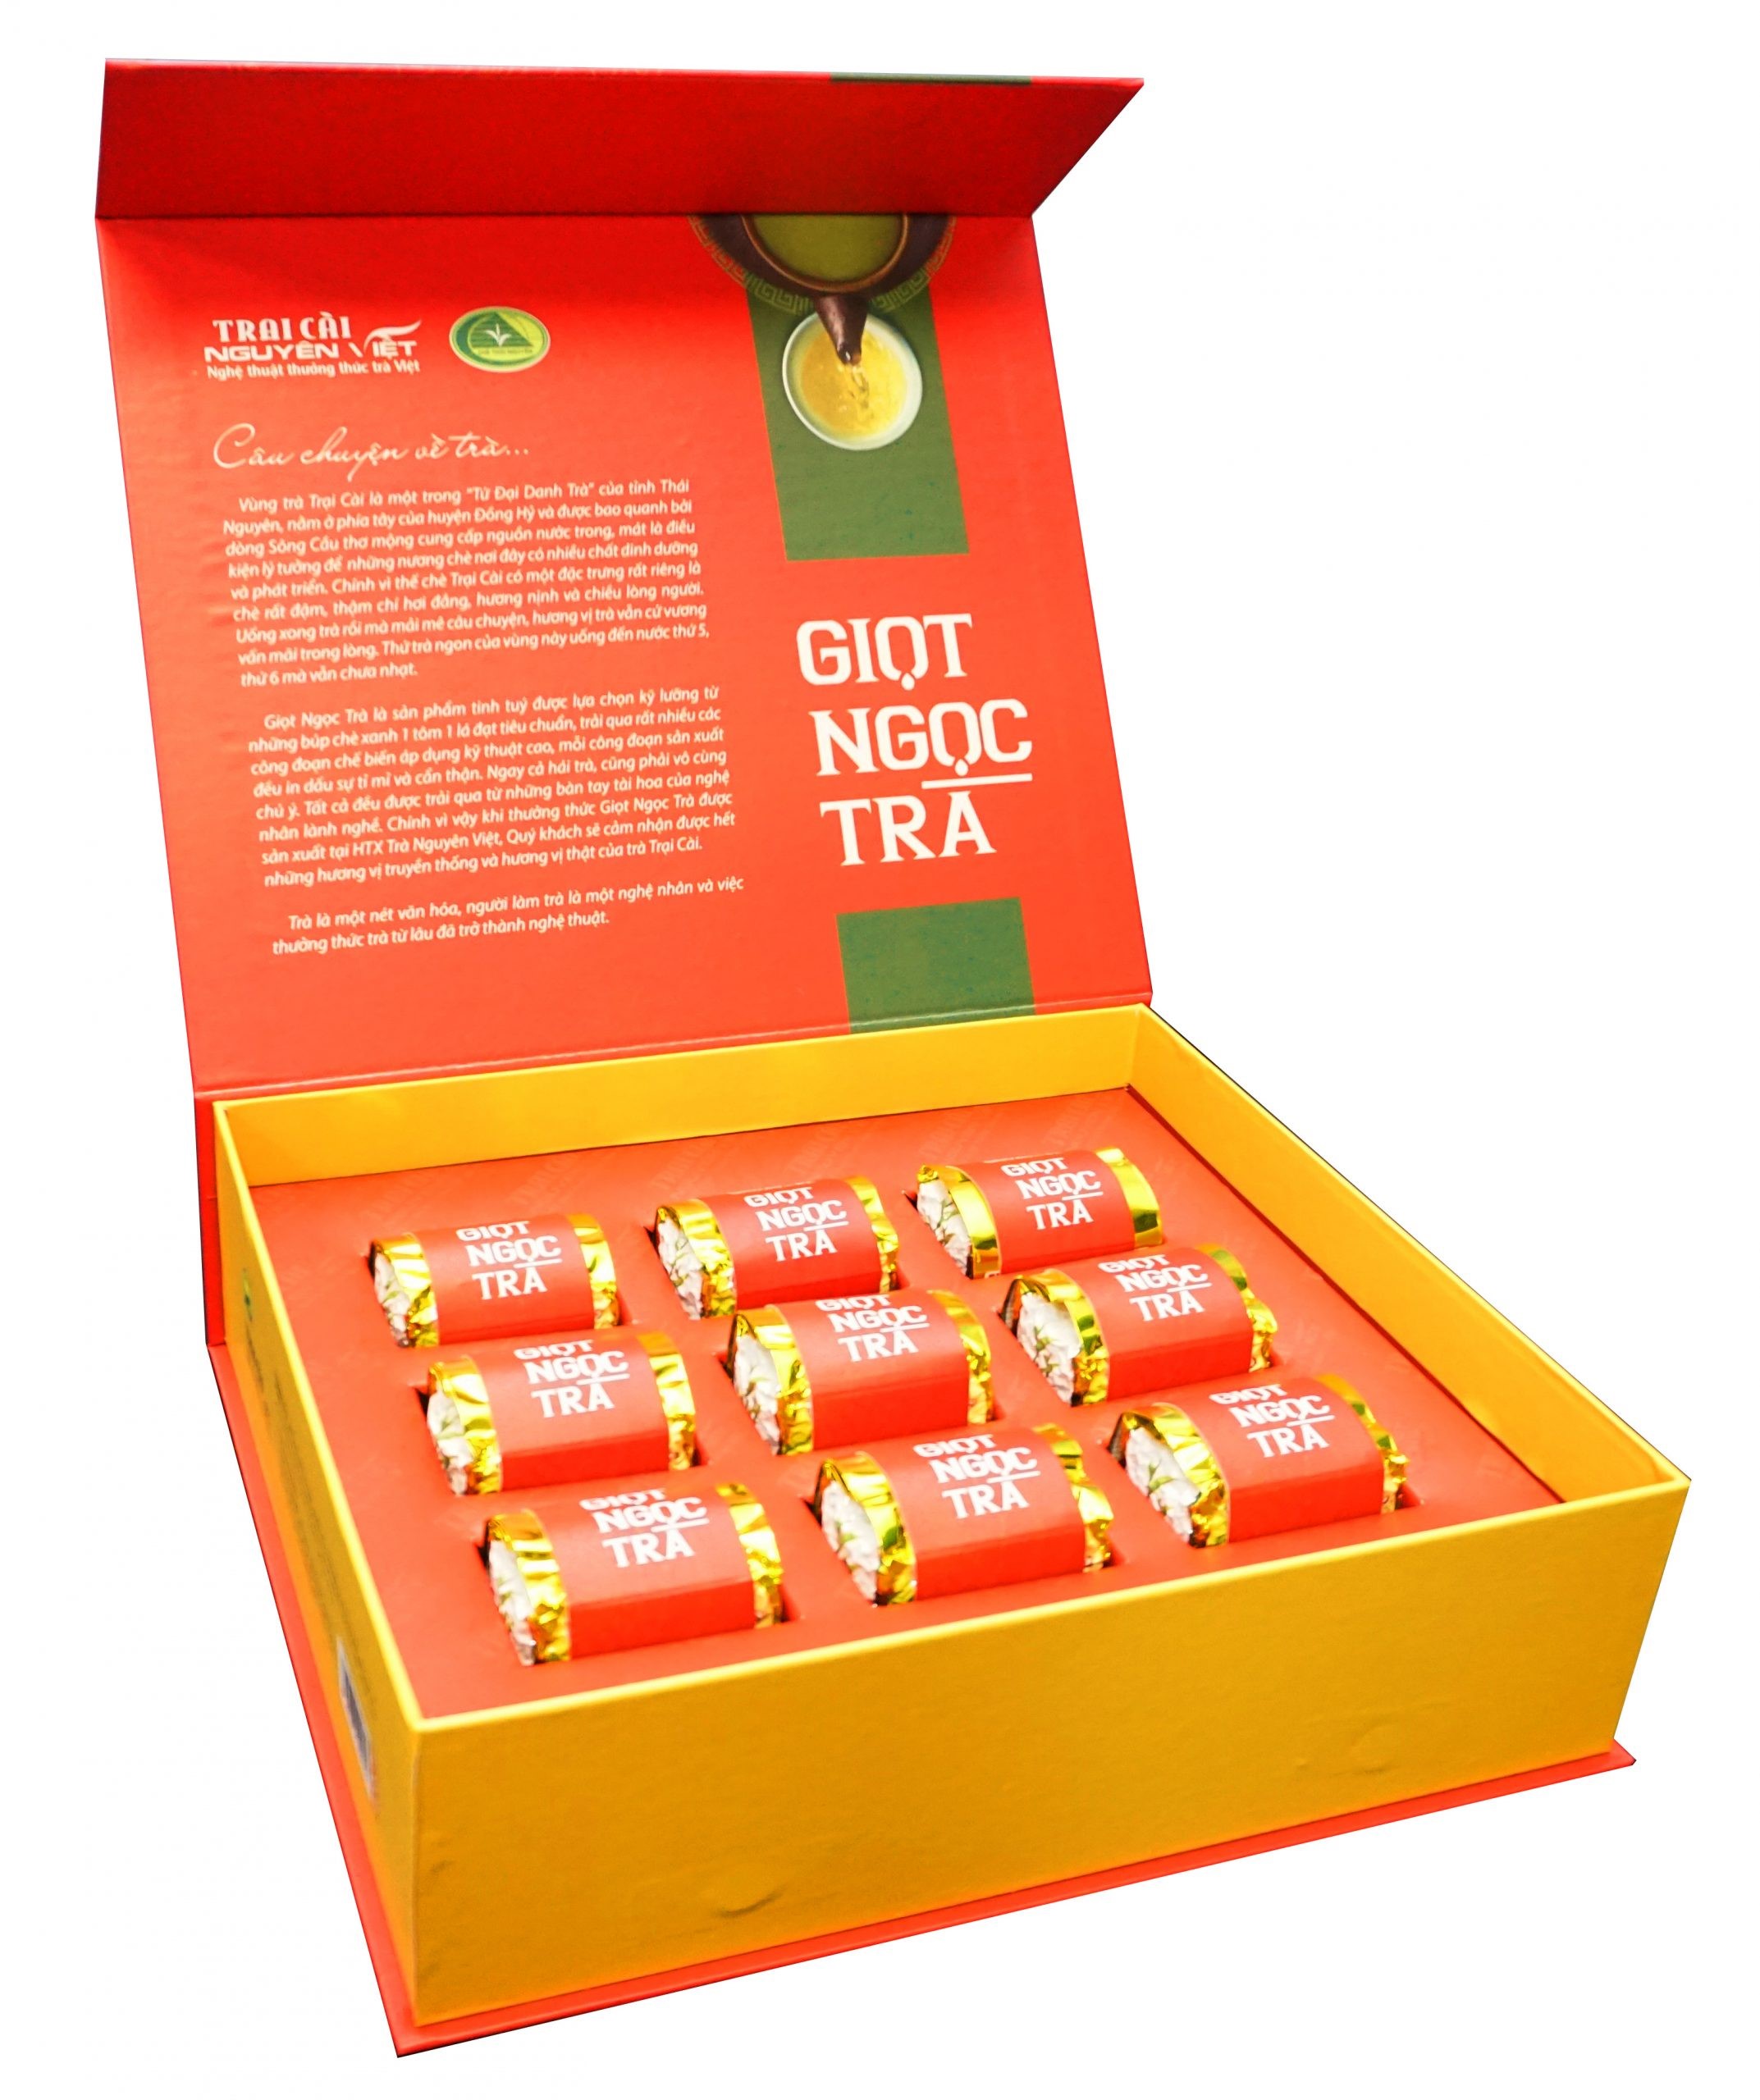 TRẠI CÀI
NGUYÊN VIỆT
Nghệ thuật thưởng thức trà Việt
Câu chuyện về trà...
Vùng trà Trại Cài là một trong "Tứ Đại Danh Trà" của tỉnh Thái
Nguyên, nằm ở phía tây của huyện Đồng Hỷ và được bao quanh bởi
dòng Sông Cầu thơ mộng cung cấp nguồn nước trong, mát là điều
kiện lý tưởng để những nương chè nơi đây có nhiều chất dinh dưỡng
và phát triển. Chính vì thế chè Trại Cài có một đặc trưng rất riêng là
chè rất đậm, thậm chí hơi đắng, hương nịnh và chiều lòng người.
Uống xong trà rồi mà mải mê câu chuyện, hương vị trà vẫn cứ vương
vấn mãi trong lòng. Thứ trà ngon của vùng này uống đến nước thứ 5,
thứ 6 mà vẫn chưa nhạt.
Giọt Ngọc Trà là sản phẩm tinh tuý được lựa chọn kỹ lưỡng từ
những búp chè xanh 1 tôm 1 lá đạt tiêu chuẩn, trải qua rất nhiều các
công đoạn chế biến áp dụng kỹ thuật cao, mỗi công đoạn sản xuất
đều in dấu sự tỉ mỉ và cẩn thận. Ngay cả hái trà, cũng phải vô cùng
chú ý. Tất cả đều được trải qua từ những bàn tay tài hoa của nghệ
nhân lành nghề. Chính vì vậy khi thưởng thức Giọt Ngọc Trà được
sản xuất tại HTX Trà Nguyên Việt, Quý khách sẽ cảm nhận được hết
những hương vị truyền thống và hương vị thật của trà Trại Cài.
Trà là một nét văn hóa, người làm trà là một nghệ nhân và việc
thưởng thức trà từ lâu đã trở thành nghệ thuật.
GIỌT
NGỌC
TRÀ
GIỌT
NGỌC
TRÀ
GIỌT
NGỌC
TRÀ
GIỌT
NGỌC
TRÀ
GIỌT
NGỌC
TRÀ
GIỌT
NGỌC
TRÀ
GIỌT
NGỌC
TRÀ
GIỌT
NGỌC
TRÀ
GIỌT
NGỌC
TRÀ
GIỌT
NGỌC
TRÀ